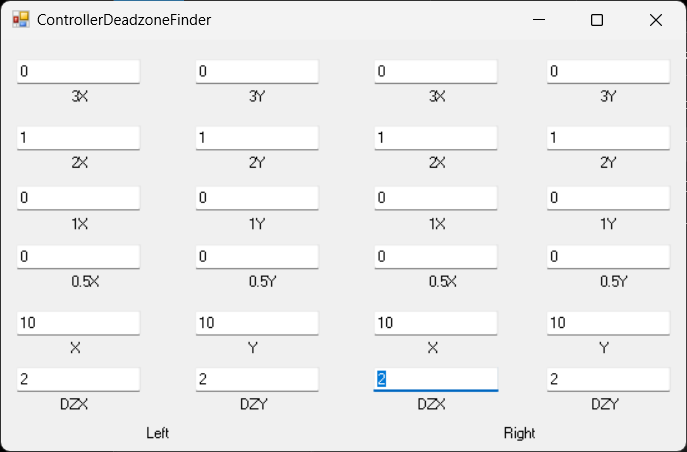 ControllerDeadzoneFinder
0 0 0 0
3X 3Y 3X 3Y
1 1 1 1
2X 2Y 2X 2Y
0 0 0 0
1X 1Y 1X 1Y
0 0 0 0
0.5X 0.5Y 0.5X 0.5Y
10 10 10 10
X Y X Y
2 2 2 2
DZX DZY DZX DZY
Left Right